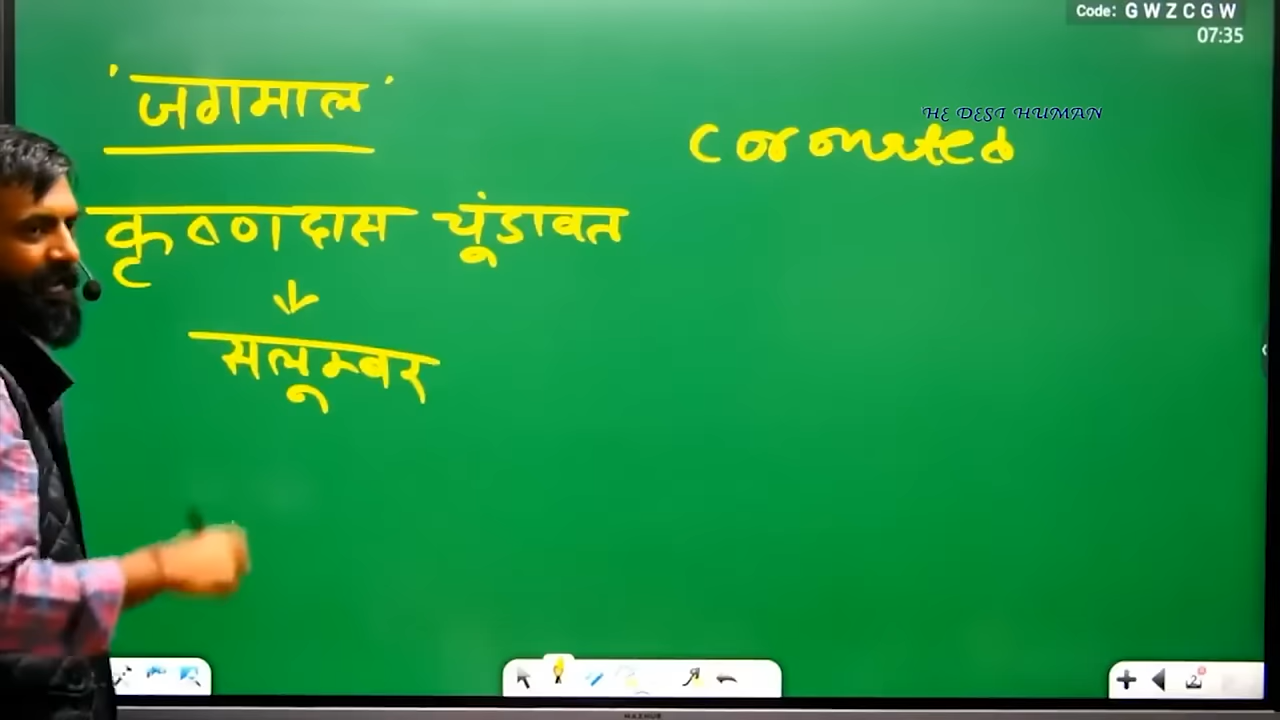 Code: G W Z C G W
07:35
'जगमाल'
HE DESI HUMAN
coronated
कृष्णदास चूंडावत
↓
सलूम्बर